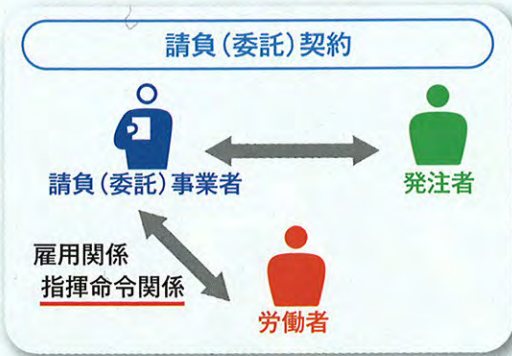 請負（委託）契約
請負（委託）事業者
発注者
雇用関係
指揮命令関係
労働者